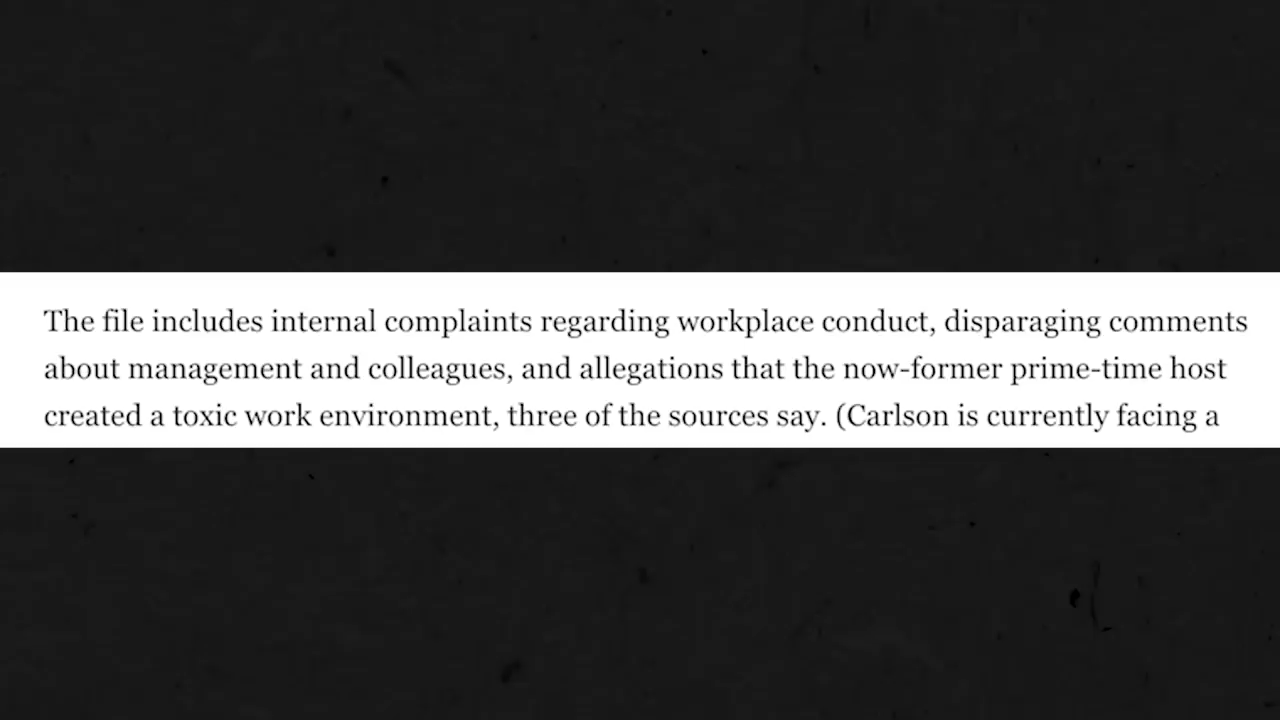 The file includes internal complaints regarding workplace conduct, disparaging comments
about management and colleagues, and allegations that the now-former prime-time host
created a toxic work environment, three of the sources say. (Carlson is currently facing a